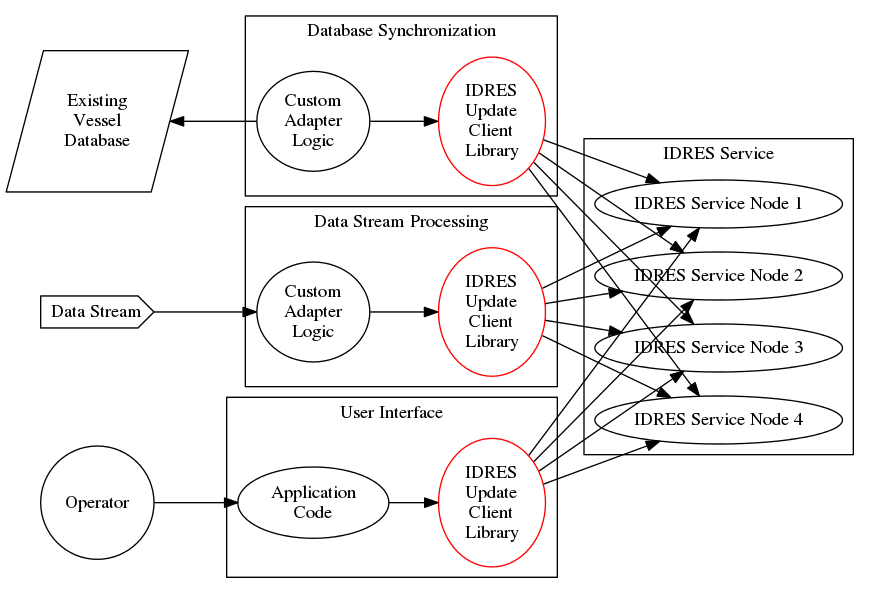 Database Synchronization
Existing
Vessel
Database
Custom
Adapter
Logic
IDRES
Update
Client
Library
IDRES Service
IDRES Service Node 1
IDRES Service Node 2
IDRES Service Node 3
IDRES Service Node 4
Data Stream Processing
Data Stream
Custom
Adapter
Logic
IDRES
Update
Client
Library
User Interface
Operator
Application
Code
IDRES
Update
Client
Library